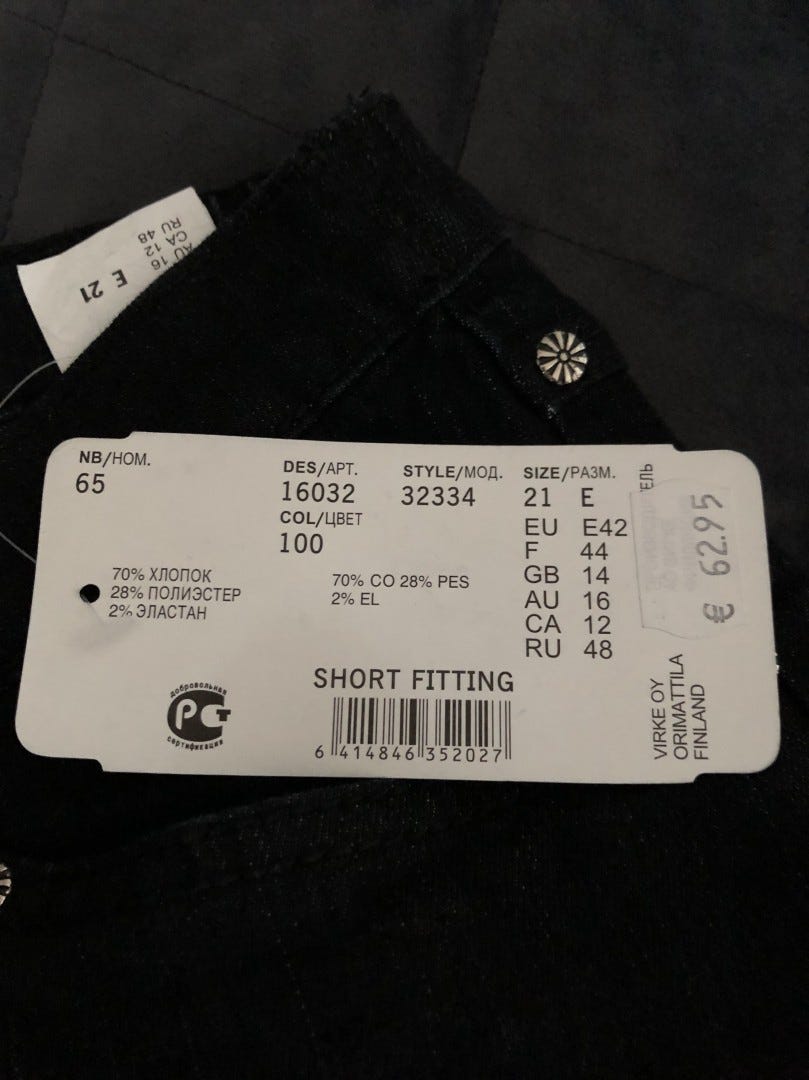 AU 16
CA 12
RU 48
E 21
NB/НОМ.
65
DES/АРТ.
16032
COL/ЦВЕТ
100
STYLE/МОД.
32334
SIZE/РАЗМ.
21 E
EU E42
F 44
GB 14
AU 16
CA 12
RU 48
70% ХЛОПОК
28% ПОЛИЭСТЕР
2% ЭЛАСТАН
70% CO 28% PES
2% EL
SHORT FITTING
6 414846 352027
добровольная
РСТ
сертификация
€ 62.95
VIRKE OY
ORIMATTILA
FINLAND